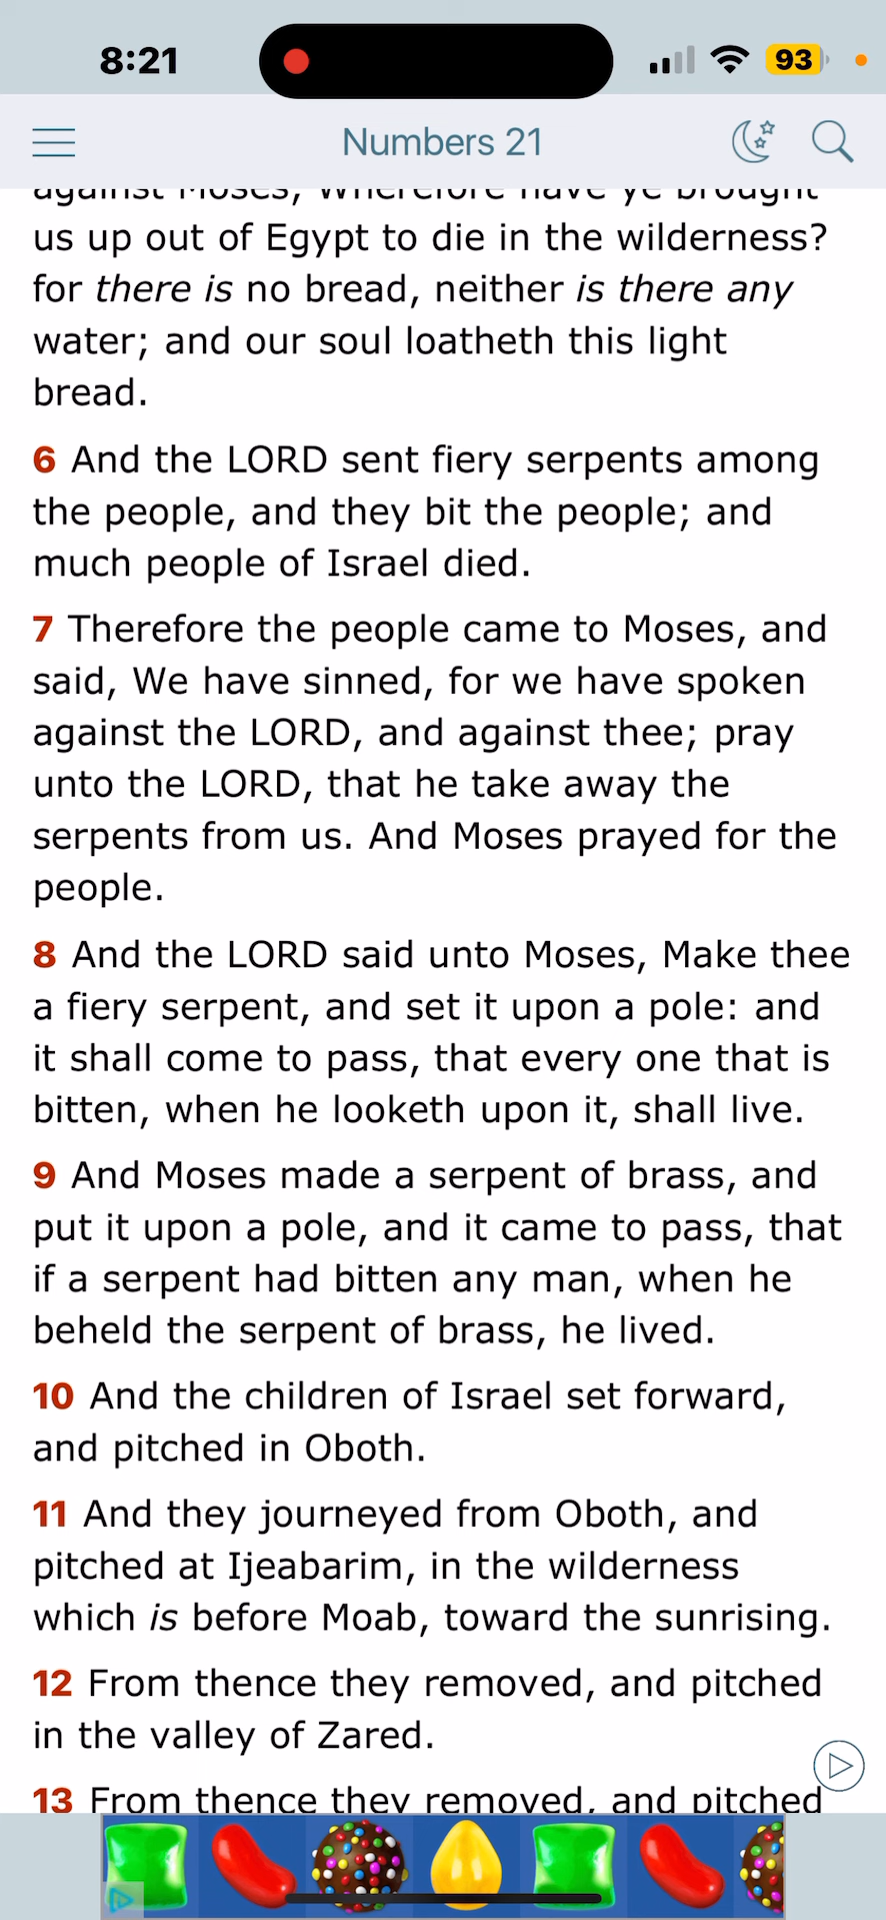 8:21
93
Numbers 21
against Moses, Wherefore have ye brought
us up out of Egypt to die in the wilderness?
for there is no bread, neither is there any
water; and our soul loatheth this light
bread.
6 And the LORD sent fiery serpents among
the people, and they bit the people; and
much people of Israel died.
7 Therefore the people came to Moses, and
said, We have sinned, for we have spoken
against the LORD, and against thee; pray
unto the LORD, that he take away the
serpents from us. And Moses prayed for the
people.
8 And the LORD said unto Moses, Make thee
a fiery serpent, and set it upon a pole: and
it shall come to pass, that every one that is
bitten, when he looketh upon it, shall live.
9 And Moses made a serpent of brass, and
put it upon a pole, and it came to pass, that
if a serpent had bitten any man, when he
beheld the serpent of brass, he lived.
10 And the children of Israel set forward,
and pitched in Oboth.
11 And they journeyed from Oboth, and
pitched at Ijeabarim, in the wilderness
which is before Moab, toward the sunrising.
12 From thence they removed, and pitched
in the valley of Zared.
13 From thence they removed, and pitched